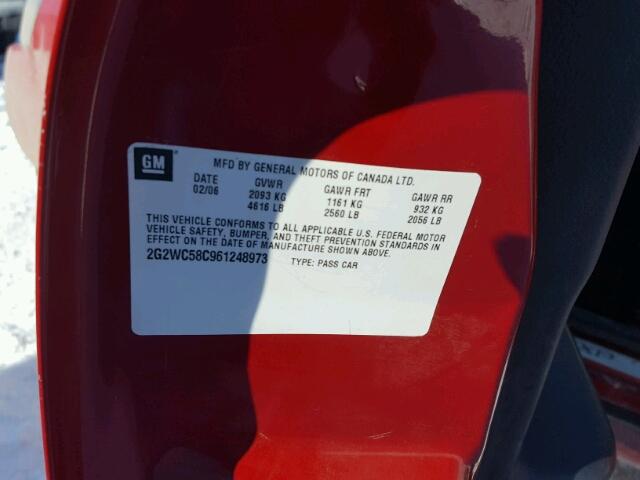 GM
MFD BY GENERAL MOTORS OF CANADA LTD.
DATE GVWR GAWR FRT GAWR RR
02/06 2093 KG 1161 KG 932 KG
4616 LB 2560 LB 2056 LB
THIS VEHICLE CONFORMS TO ALL APPLICABLE U.S. FEDERAL MOTOR
VEHICLE SAFETY, BUMPER, AND THEFT PREVENTION STANDARDS IN
EFFECT ON THE DATE OF MANUFACTURE SHOWN ABOVE.
2G2WC58C961248973 TYPE: PASS CAR